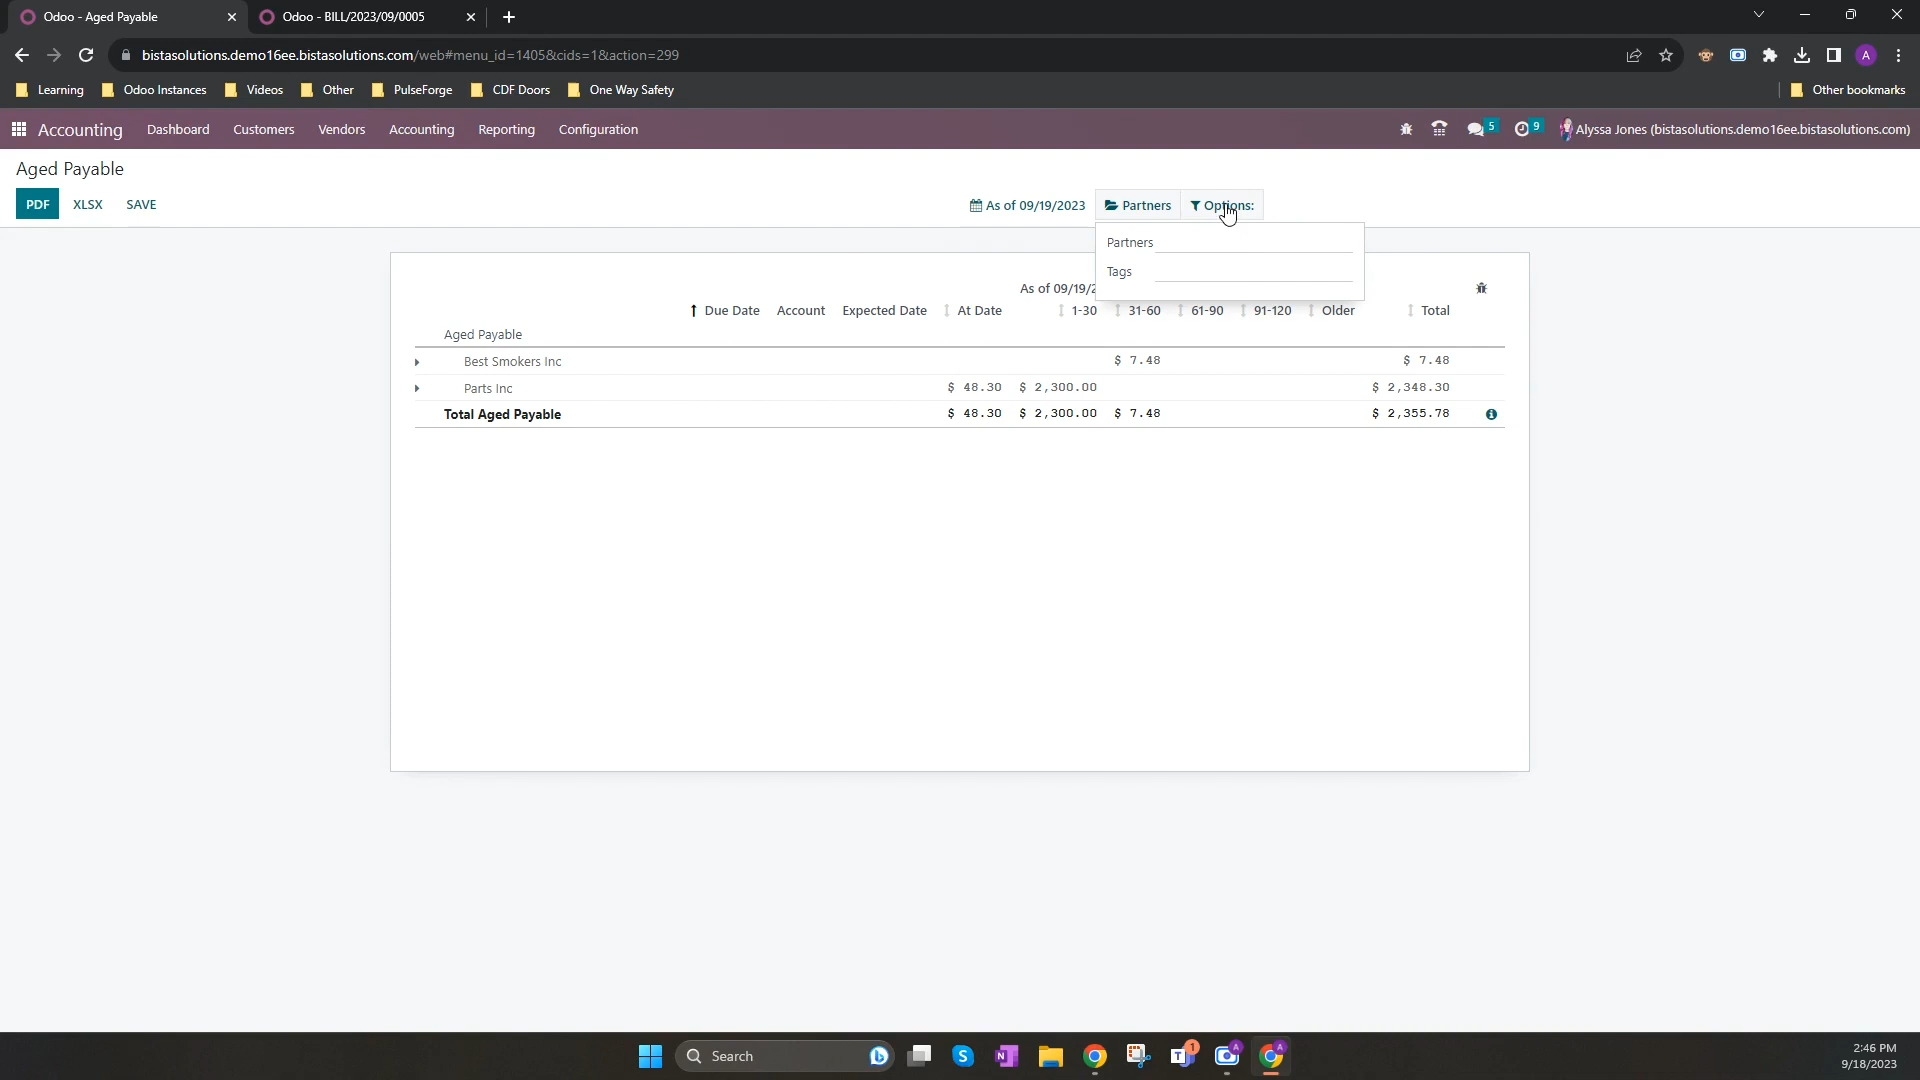 Odoo - Aged Payable
Odoo - BILL/2023/09/0005
bistasolutions.demo16ee.bistasolutions.com/web#menu_id=1405&cids=1&action=299
A
Learning Odoo Instances Videos Other PulseForge CDF Doors One Way Safety Other bookmarks
Accounting Dashboard Customers Vendors Accounting Reporting Configuration 5 9 Alyssa Jones (bistasolutions.demo16ee.bistasolutions.com)
Aged Payable
PDF XLSX SAVE As of 09/19/2023 Partners Options:
Partners
Tags
As of 09/19/2
Due Date Account Expected Date At Date 1-30 31-60 61-90 91-120 Older Total
Aged Payable
Best Smokers Inc $ 7.48 $ 7.48
Parts Inc $ 48.30 $ 2,300.00 $ 2,348.30
Total Aged Payable $ 48.30 $ 2,300.00 $ 7.48 $ 2,355.78
Search
S N T 1 A A
2:46 PM
9/18/2023